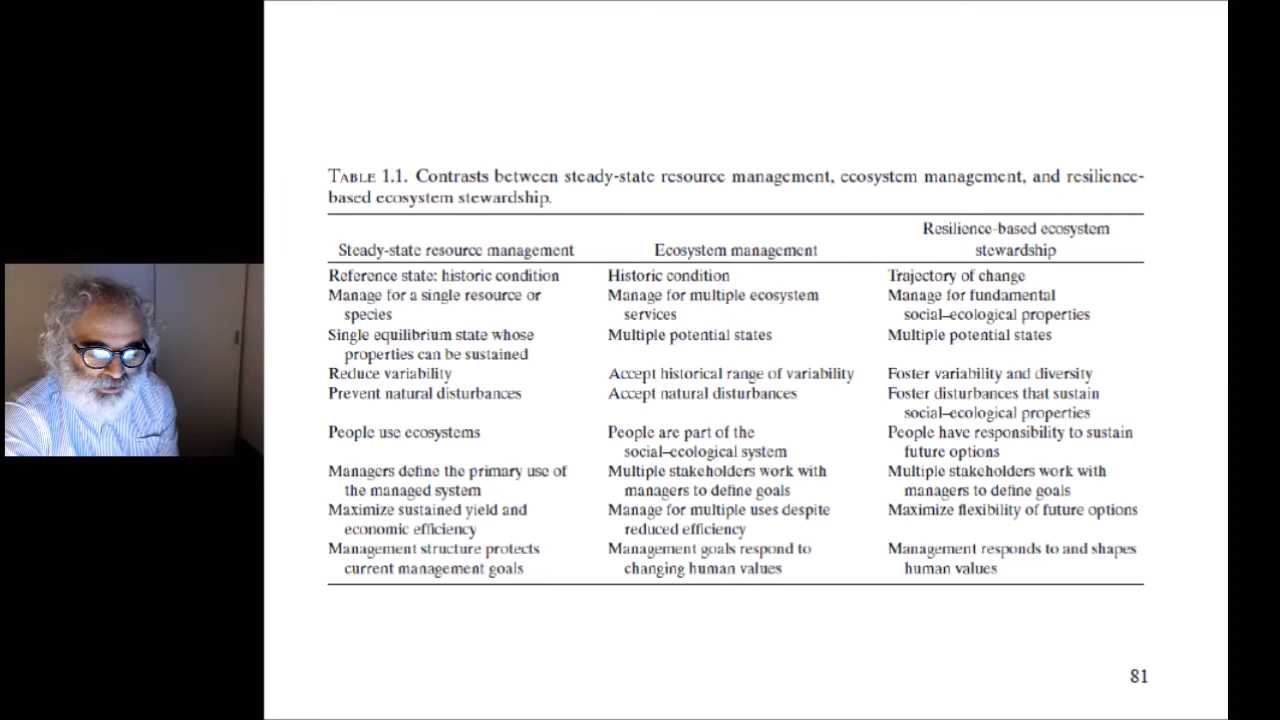 TABLE 1.1. Contrasts between steady-state resource management, ecosystem management, and resilience-
based ecosystem stewardship.
Steady-state resource management
Ecosystem management
Resilience-based ecosystem
stewardship
Reference state: historic condition
Historic condition
Trajectory of change
Manage for a single resource or
species
Manage for multiple ecosystem
services
Manage for fundamental
social–ecological properties
Single equilibrium state whose
properties can be sustained
Multiple potential states
Multiple potential states
Reduce variability
Accept historical range of variability
Foster variability and diversity
Prevent natural disturbances
Accept natural disturbances
Foster disturbances that sustain
social–ecological properties
People use ecosystems
People are part of the
social–ecological system
People have responsibility to sustain
future options
Managers define the primary use of
the managed system
Multiple stakeholders work with
managers to define goals
Multiple stakeholders work with
managers to define goals
Maximize sustained yield and
economic efficiency
Manage for multiple uses despite
reduced efficiency
Maximize flexibility of future options
Management structure protects
current management goals
Management goals respond to
changing human values
Management responds to and shapes
human values
81